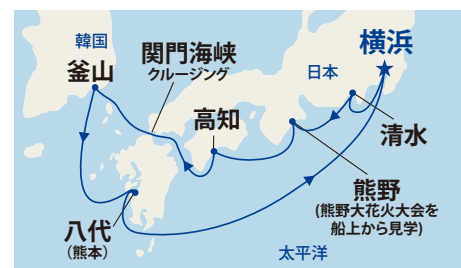 韓国
釜山
関門海峡
クルージング
横浜
日本
高知
清水
熊野
(熊野大花火大会を
船上から見学)
八代
(熊本)
太平洋